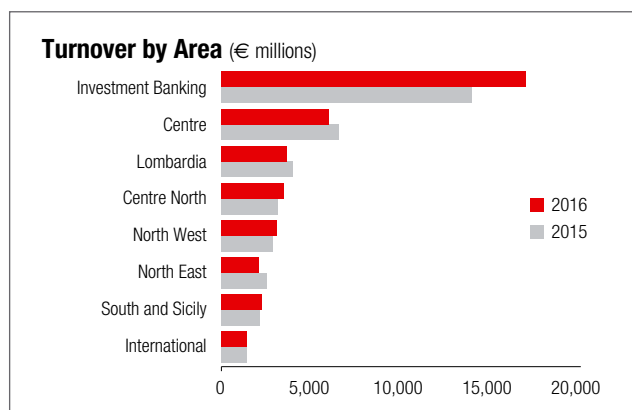 Turnover by Area (€ millions)
Investment Banking
Centre
Lombardia
Centre North
North West
North East
South and Sicily
International
2016
2015
0 5,000 10,000 15,000 20,000